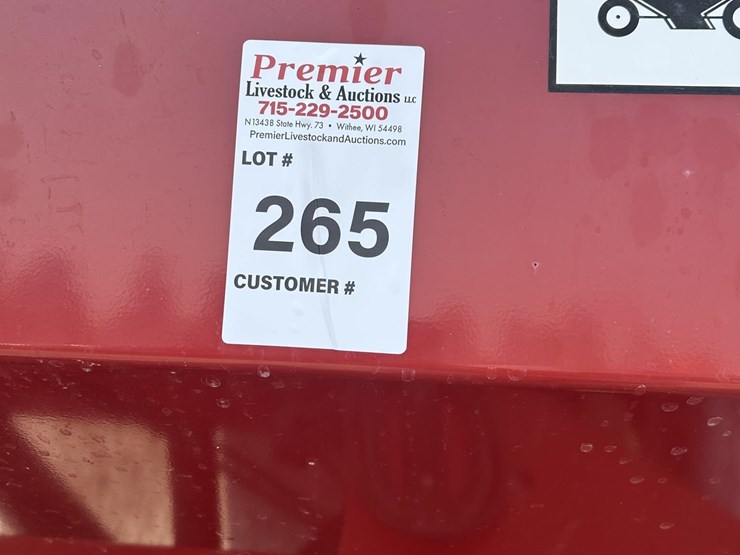 Premier
Livestock & Auctions LLC
715-229-2500
N13438 State Hwy. 73 • Withee, WI 54498
PremierLivestockandAuctions.com
LOT #
265
CUSTOMER #